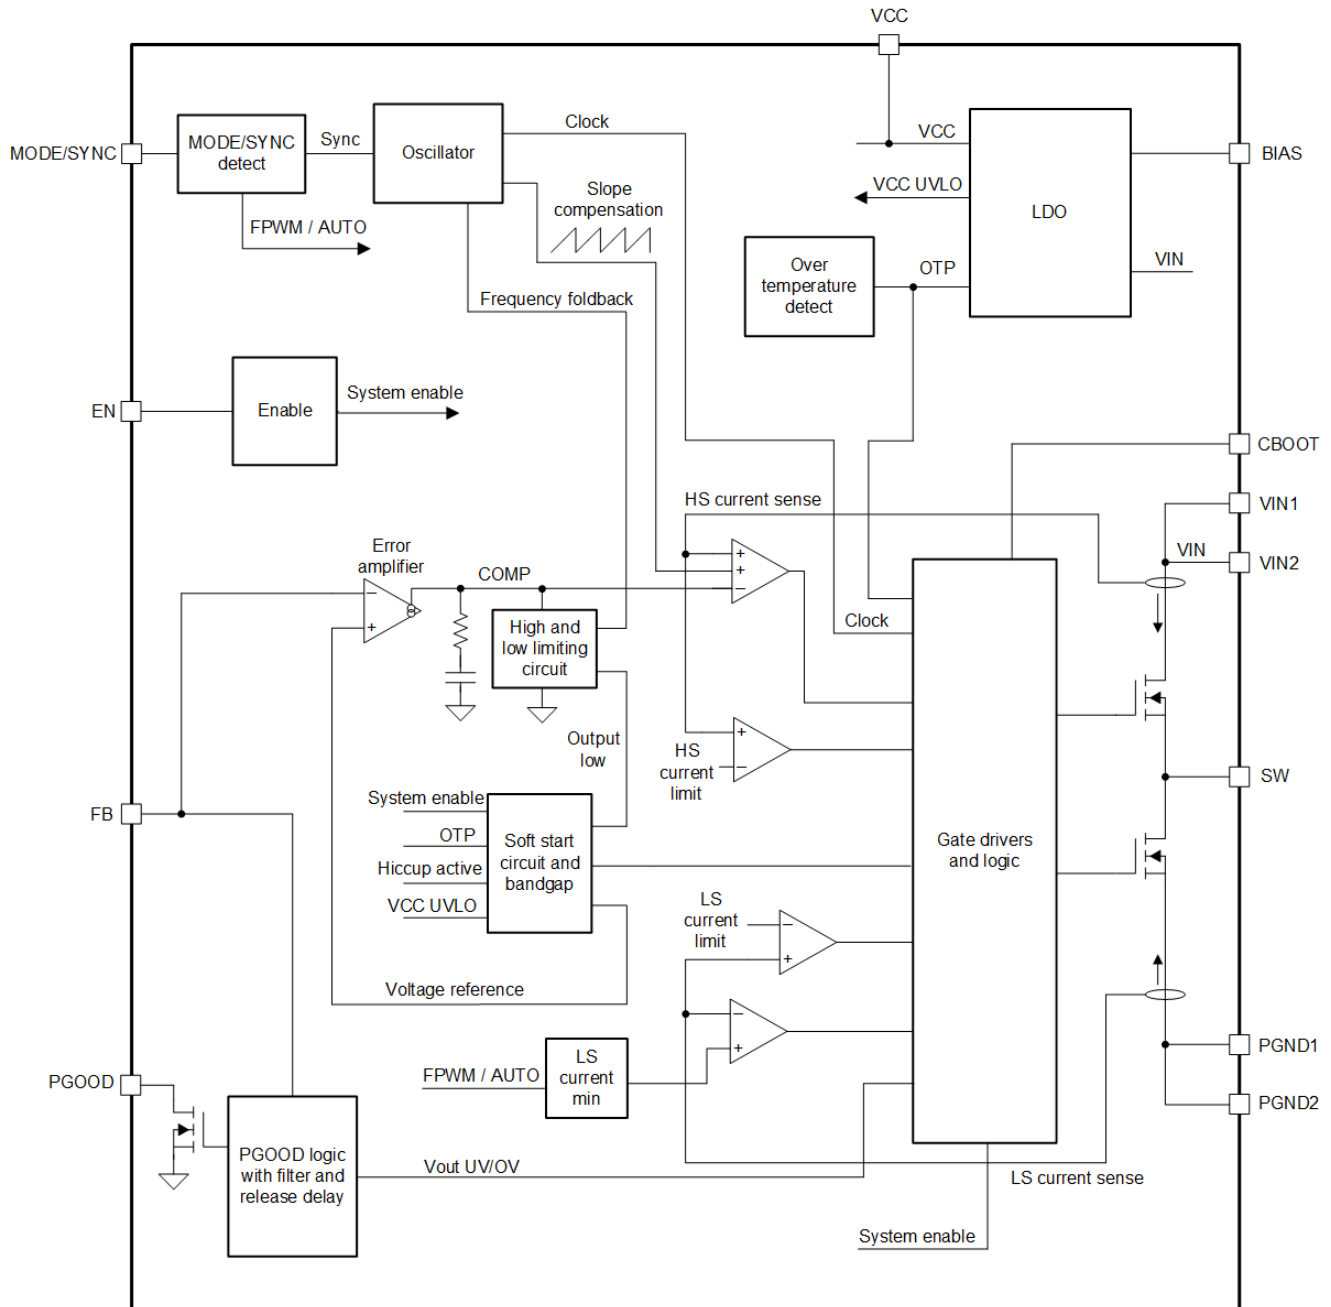 VCC
MODE/SYNC
MODE/SYNC
detect
Sync
Oscillator
Clock
VCC
VCC UVLO
LDO
BIAS
FPWM / AUTO
Slope
compensation
Over
temperature
detect
OTP
VIN
Frequency foldback
EN
Enable
System enable
CBOOT
HS current sense
VIN1
VIN
VIN2
Error
amplifier
COMP
−
+
+
+
−
High and
low limiting
circuit
Clock
Output
low
+
−
HS
current
limit
SW
FB
System enable
OTP
Hiccup active
VCC UVLO
Soft start
circuit and
bandgap
Gate drivers
and logic
LS
current
limit
−
+
Voltage reference
−
+
FPWM / AUTO
LS
current
min
PGND1
PGND2
PGOOD
PGOOD logic
with filter and
release delay
Vout UV/OV
LS current sense
System enable